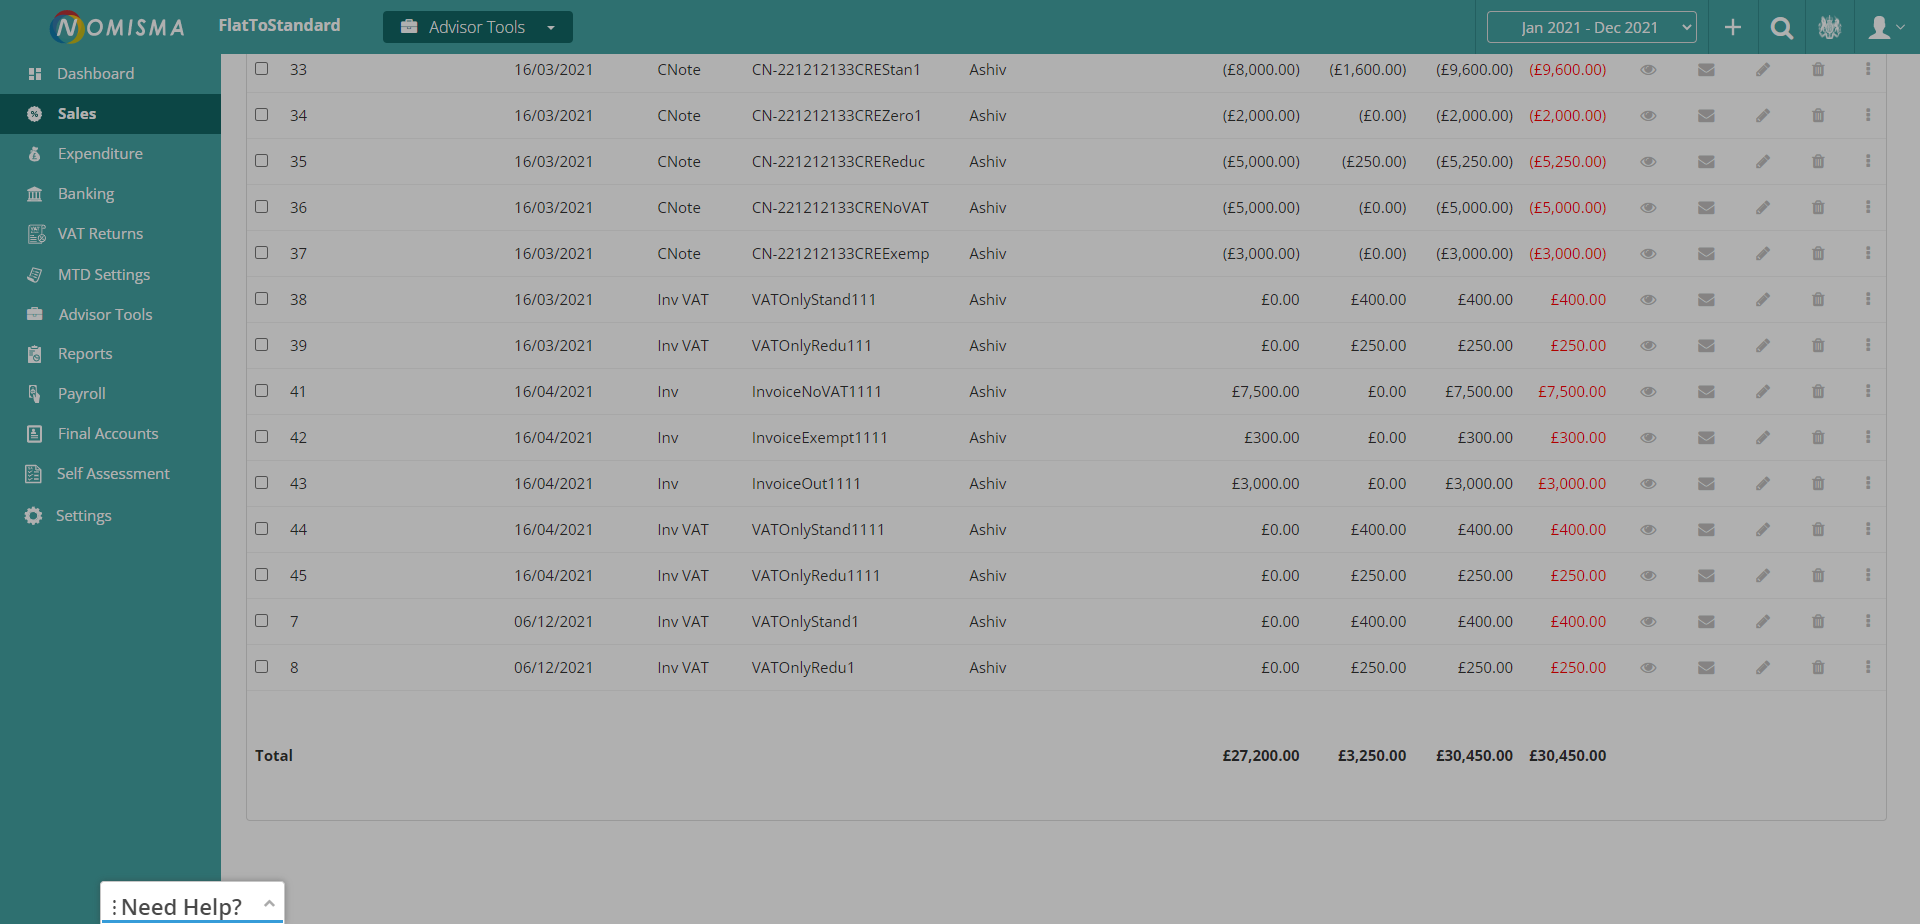 NOMISMA FlatToStandard Advisor Tools Jan 2021 - Dec 2021
Dashboard
Sales
Expenditure
Banking
VAT Returns
MTD Settings
Advisor Tools
Reports
Payroll
Final Accounts
Self Assessment
Settings
33 16/03/2021 CNote CN-221212133CREStan1 Ashiv (£8,000.00) (£1,600.00) (£9,600.00) (£9,600.00)
34 16/03/2021 CNote CN-221212133CREZero1 Ashiv (£2,000.00) (£0.00) (£2,000.00) (£2,000.00)
35 16/03/2021 CNote CN-221212133CREReduc Ashiv (£5,000.00) (£250.00) (£5,250.00) (£5,250.00)
36 16/03/2021 CNote CN-221212133CRENoVAT Ashiv (£5,000.00) (£0.00) (£5,000.00) (£5,000.00)
37 16/03/2021 CNote CN-221212133CREExemp Ashiv (£3,000.00) (£0.00) (£3,000.00) (£3,000.00)
38 16/03/2021 Inv VAT VATOnlyStand111 Ashiv £0.00 £400.00 £400.00 £400.00
39 16/03/2021 Inv VAT VATOnlyRedu111 Ashiv £0.00 £250.00 £250.00 £250.00
41 16/04/2021 Inv InvoiceNoVAT1111 Ashiv £7,500.00 £0.00 £7,500.00 £7,500.00
42 16/04/2021 Inv InvoiceExempt1111 Ashiv £300.00 £0.00 £300.00 £300.00
43 16/04/2021 Inv InvoiceOut1111 Ashiv £3,000.00 £0.00 £3,000.00 £3,000.00
44 16/04/2021 Inv VAT VATOnlyStand1111 Ashiv £0.00 £400.00 £400.00 £400.00
45 16/04/2021 Inv VAT VATOnlyRedu1111 Ashiv £0.00 £250.00 £250.00 £250.00
7 06/12/2021 Inv VAT VATOnlyStand1 Ashiv £0.00 £400.00 £400.00 £400.00
8 06/12/2021 Inv VAT VATOnlyRedu1 Ashiv £0.00 £250.00 £250.00 £250.00
Total £27,200.00 £3,250.00 £30,450.00 £30,450.00
Need Help?